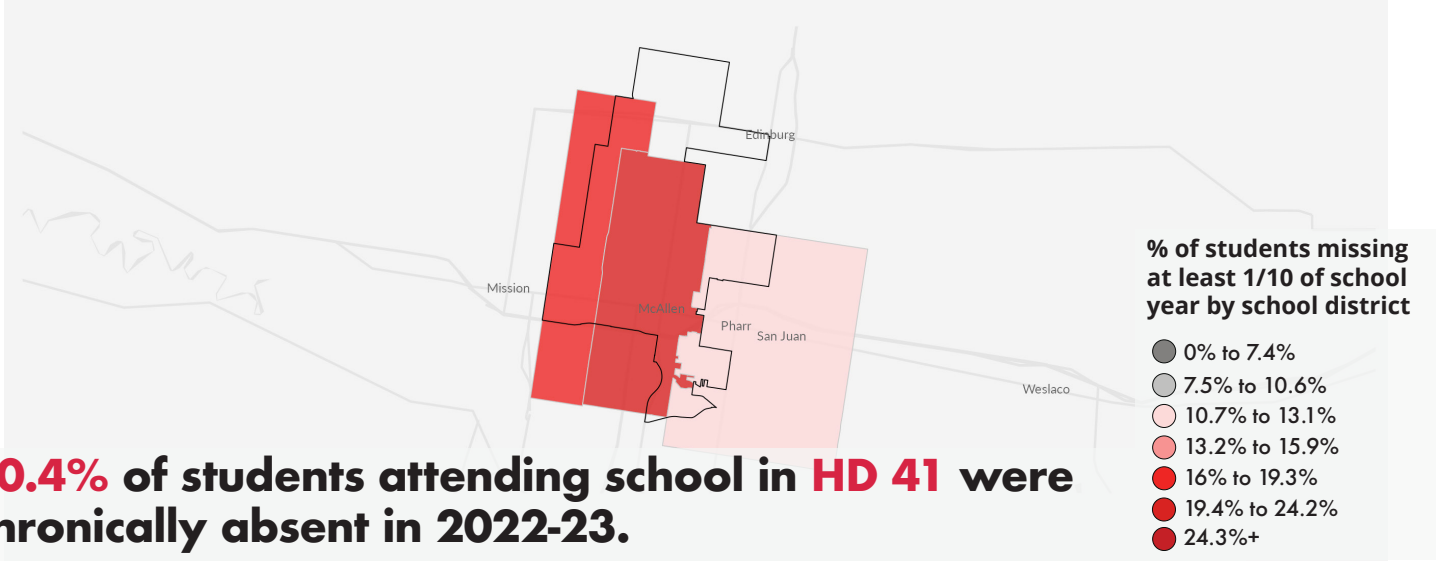 Edinburg
Mission
McAllen
Pharr
San Juan
Weslaco
% of students missing
at least 1/10 of school
year by school district
0% to 7.4%
7.5% to 10.6%
10.7% to 13.1%
13.2% to 15.9%
16% to 19.3%
19.4% to 24.2%
24.3%+
0.4% of students attending school in HD 41 were
hronically absent in 2022-23.